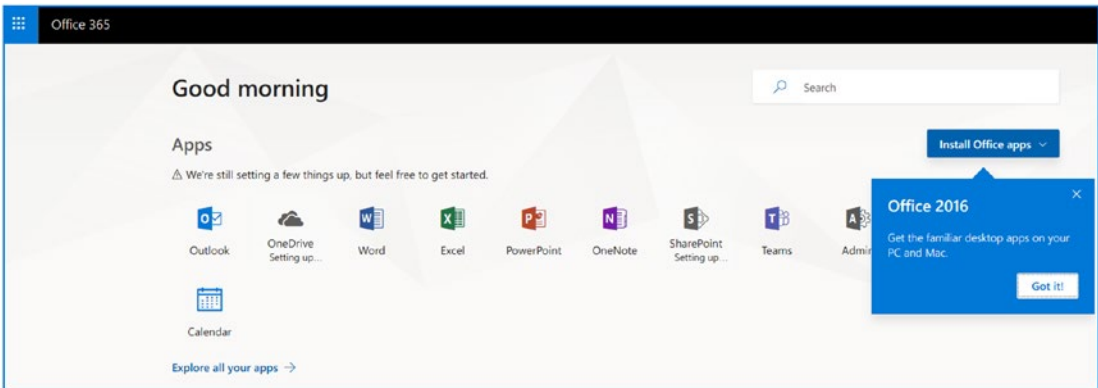 Office 365
Good morning
Search
Apps
Install Office apps
⚠ We're still setting a few things up, but feel free to get started.
Office 2016
Get the familiar desktop apps on your
PC and Mac.
Got it!
Outlook
OneDrive
Setting up...
Word
Excel
PowerPoint
OneNote
SharePoint
Setting up...
Teams
Admin
Calendar
Explore all your apps →